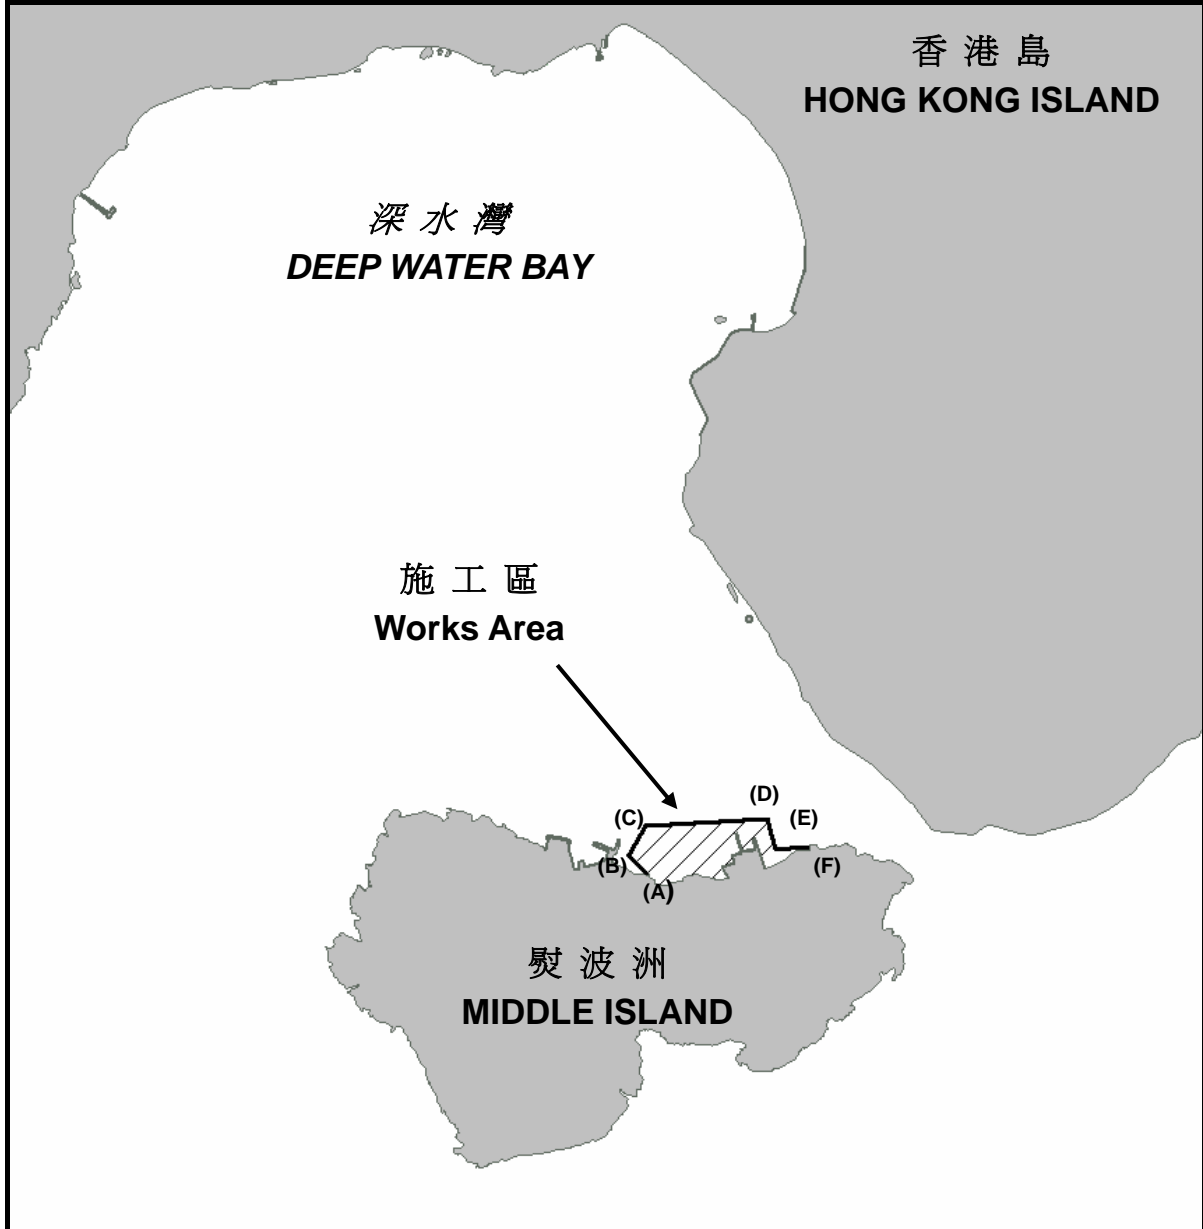 香港島
HONG KONG ISLAND
深水灣
DEEP WATER BAY
施工區
Works Area
(D)
(C)
(E)
(B)
(F)
(A)
熨波洲
MIDDLE ISLAND